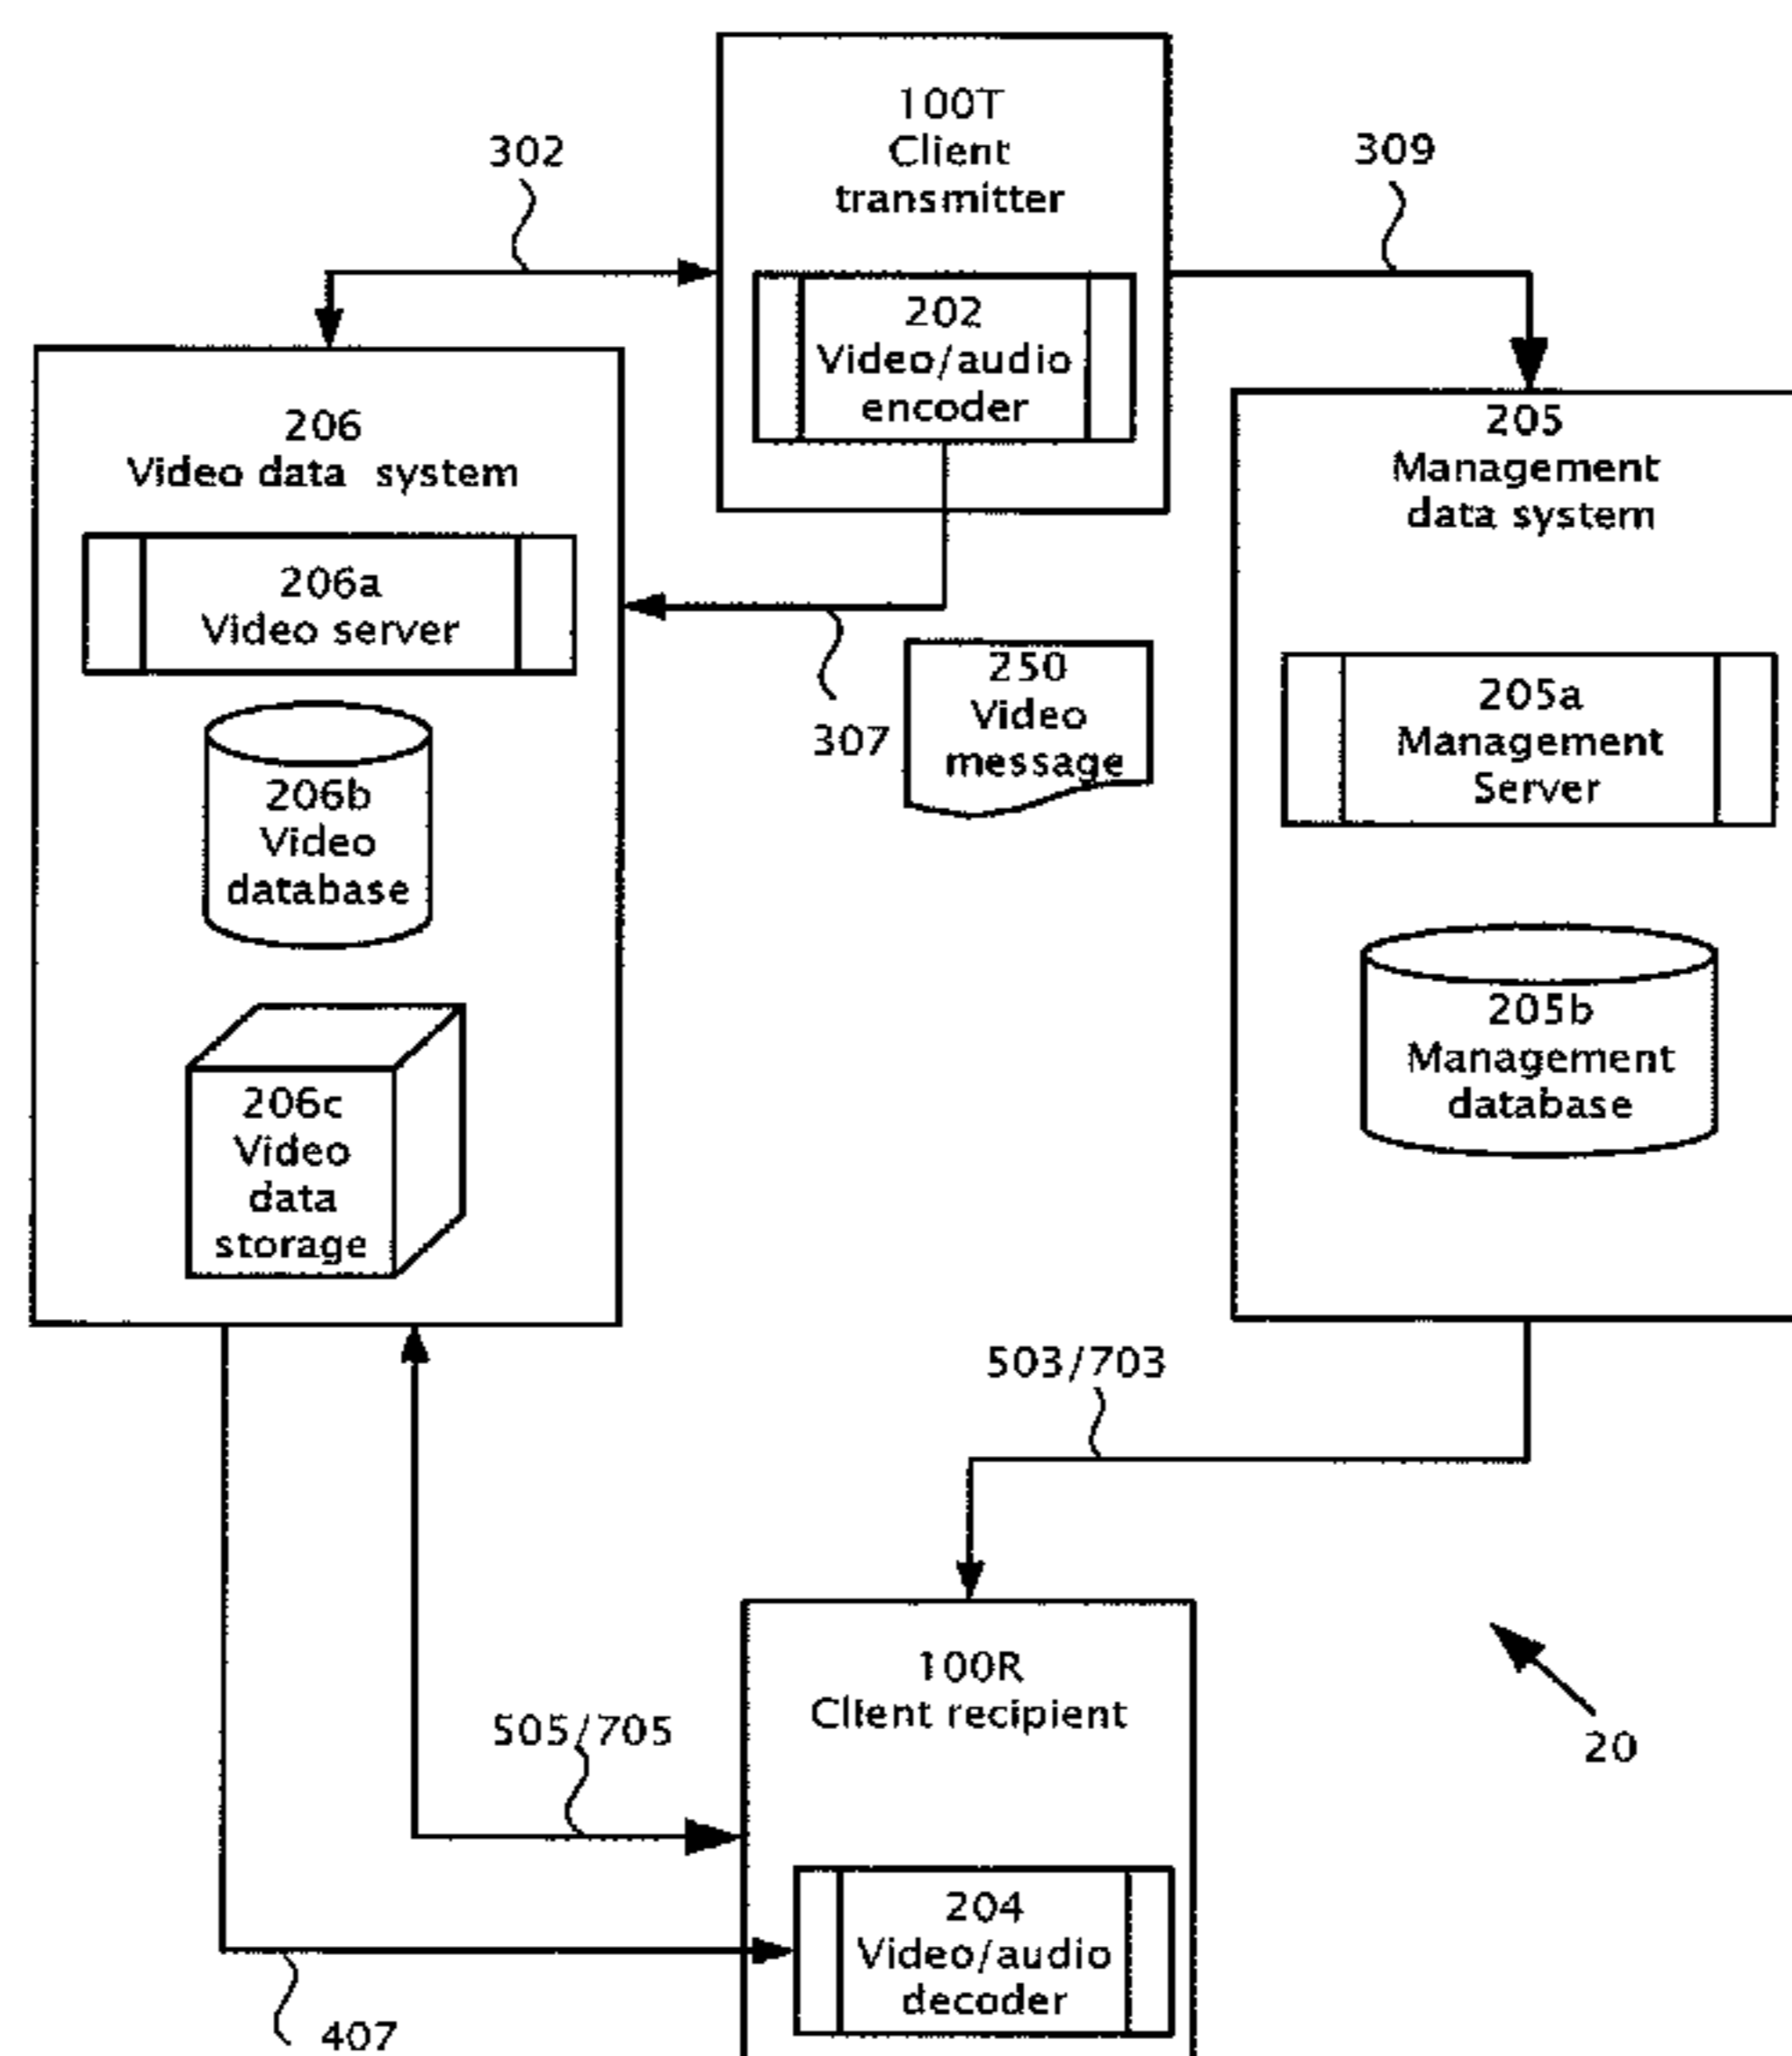 100T
Client
transmitter
302
309
202
Video/audio
encoder
206
Video data system
205
Management
data system
206a
Video server
307
250
Video
message
205a
Management
Server
206b
Video
database
205b
Management
database
206c
Video
data
storage
503/703
100R
Client recipient
505/705
20
204
Video/audio
decoder
407